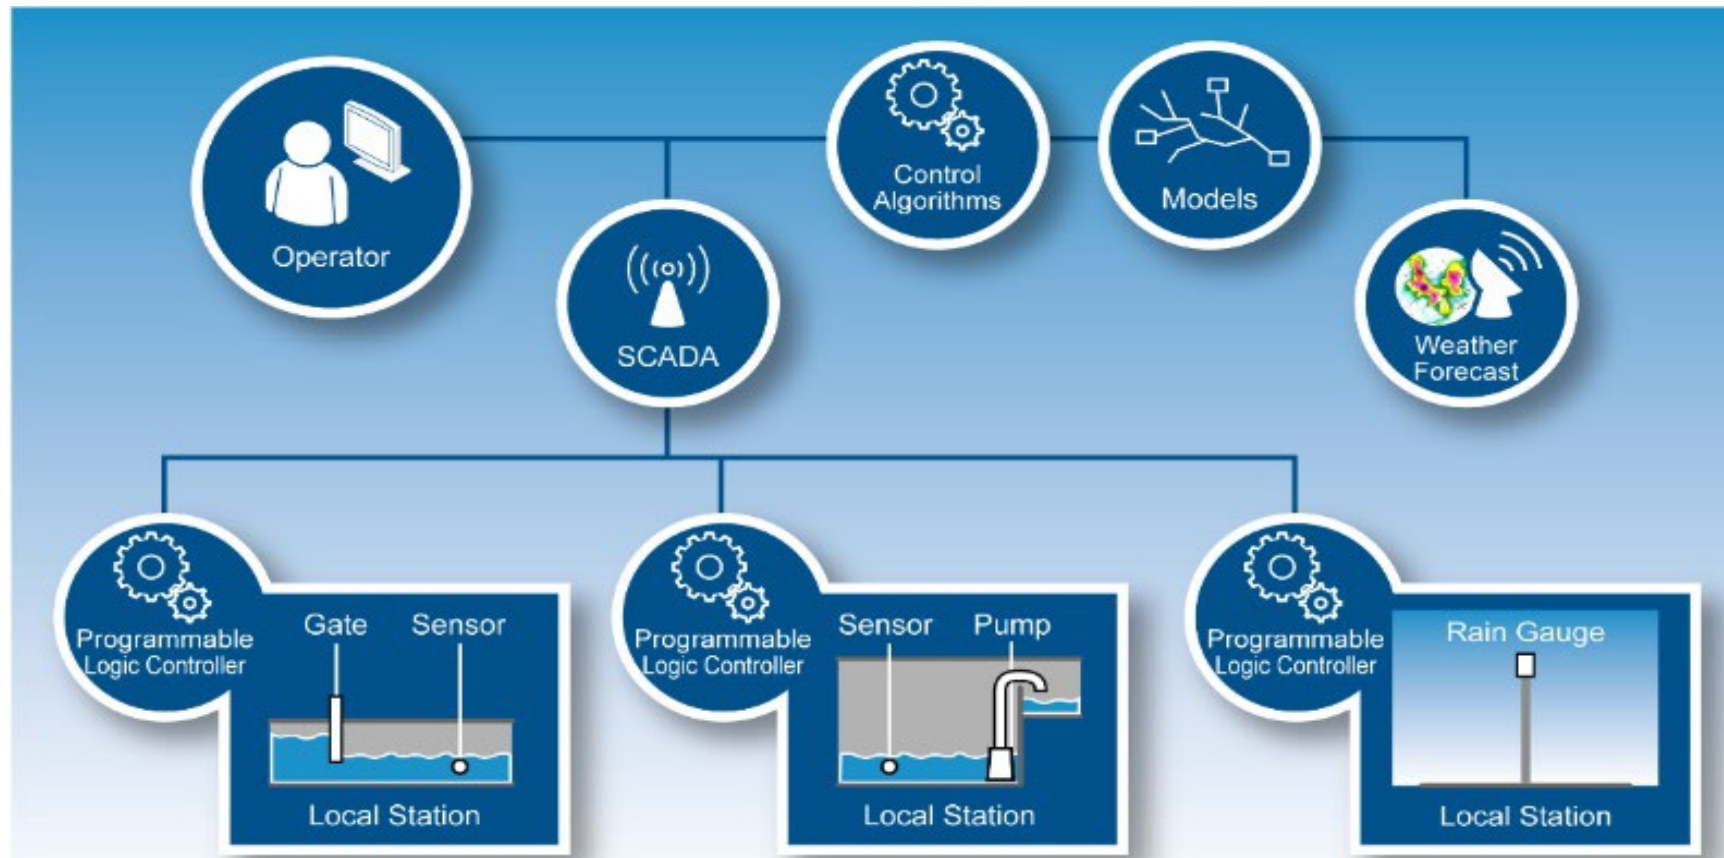 Operator
SCADA
Control
Algorithms
Models
Weather
Forecast
Programmable
Logic Controller
Gate
Sensor
Local Station
Programmable
Logic Controller
Sensor
Pump
Local Station
Programmable
Logic Controller
Rain Gauge
Local Station